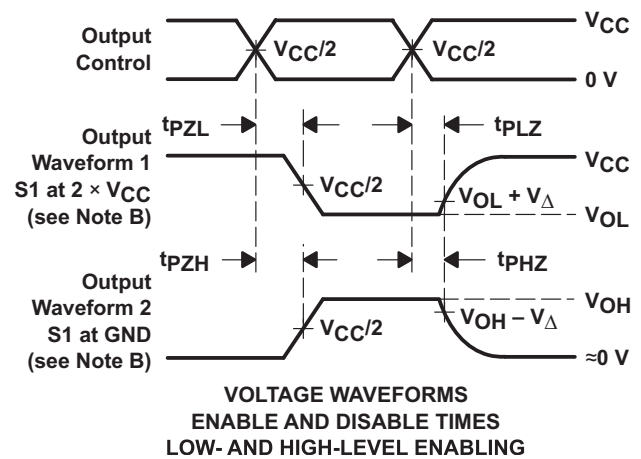 Output
Control
VCC/2
VCC/2
VCC
0 V
tPZL
tPLZ
Output
Waveform 1
S1 at 2 × VCC
(see Note B)
VCC/2
VCC
VOL + VΔ
VOL
tPZH
tPHZ
Output
Waveform 2
S1 at GND
(see Note B)
VCC/2
VOH
VOH – VΔ
≈0 V
VOLTAGE WAVEFORMS
ENABLE AND DISABLE TIMES
LOW- AND HIGH-LEVEL ENABLING